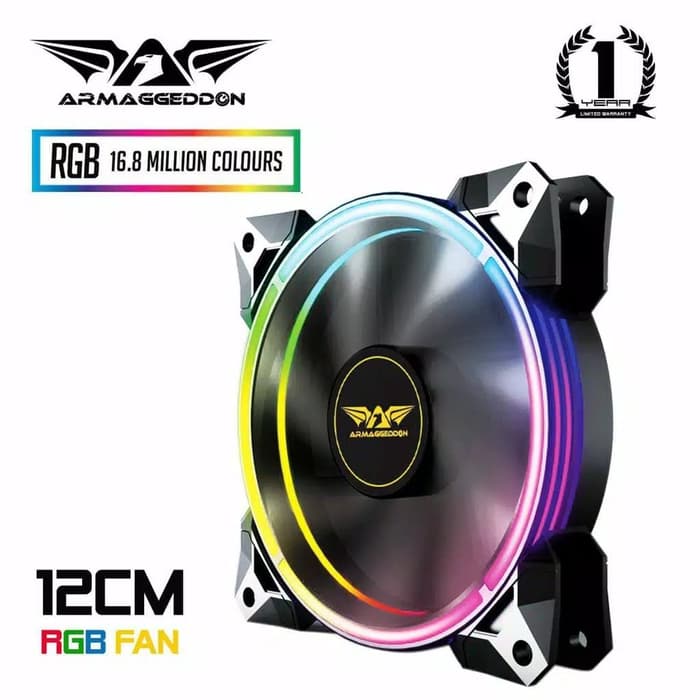 ARMAGGEDDON
RGB 16.8 MILLION COLOURS
1
YEAR
LIMITED WARRANTY
ARMAGGEDDON
12CM
RGB FAN